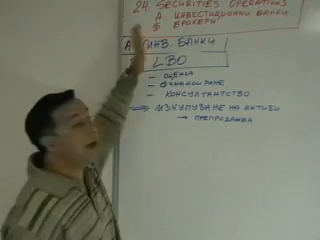 24. SECURITIES OPERATIONS
А ИНВЕСТИЦИОННИ БАНКИ
Б БРОКЕРИ
А ИНВ. БАНКИ
LBO
- ОЦЕНКА
- ФИНАНСИРАНЕ
- КОНСУЛТАНТСТВО
⇒ ИЗКУПУВАНЕ НА АКТИВИ
→ ПРЕПРОДАЖБА